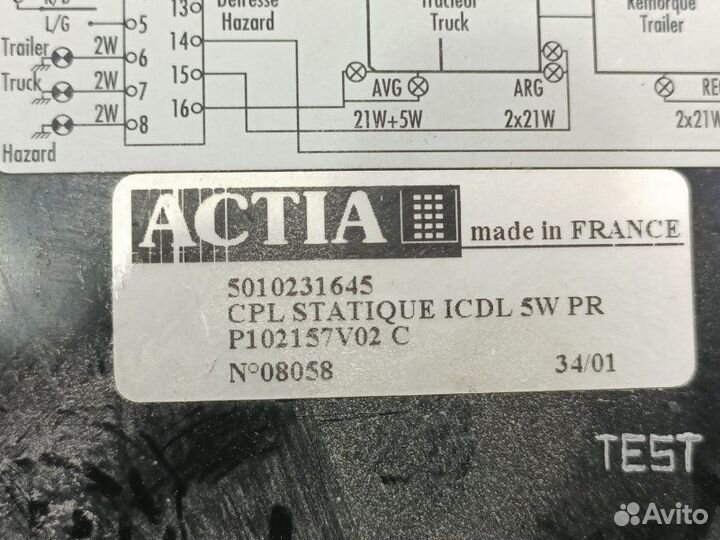 13
Détresse
Hazard
Tracteur
Truck
Remorque
Trailer
L/G
5
14
Trailer
2W
6
15
Truck
2W
7
AVG
ARG
16
21W+5W
2x21W
2x21W
2W
8
Hazard
ACTIA
made in FRANCE
5010231645
CPL STATIQUE ICDL 5W PR
P102157V02 C
N°08058
34/01
TEST
Avito